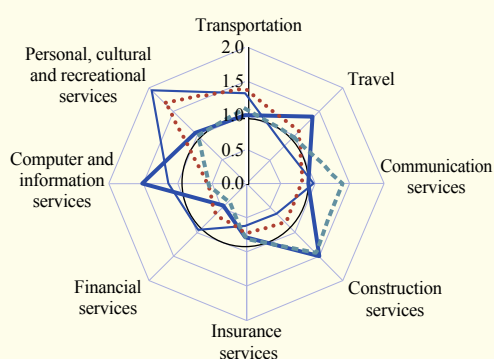 Transportation
2.0
Personal, cultural
and recreational
services
1.5
Travel
1.0
0.5
Computer and
information
services
0.0
Communication
services
Financial
services
Construction
services
Insurance
services